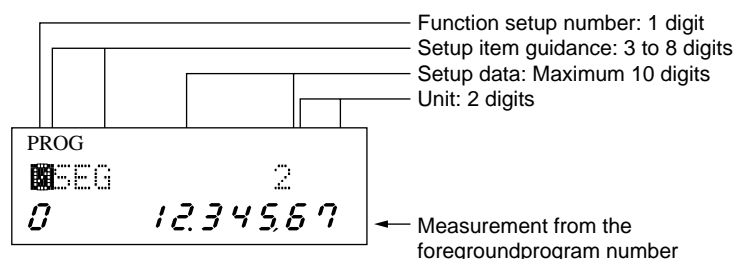 Function setup number: 1 digit
Setup item guidance: 3 to 8 digits
Setup data: Maximum 10 digits
Unit: 2 digits
PROG
SEG 2
0 12.345,67
Measurement from the
foregroundprogram number